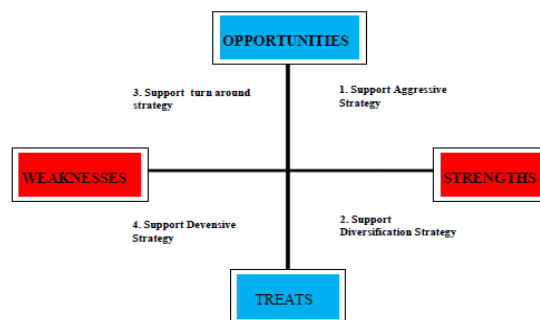 OPPORTUNITIES
3. Support turn around
strategy
1. Support Aggressive
Strategy
WEAKNESSES
STRENGTHS
4. Support Devensive
Strategy
2. Support
Diversification Strategy
TREATS